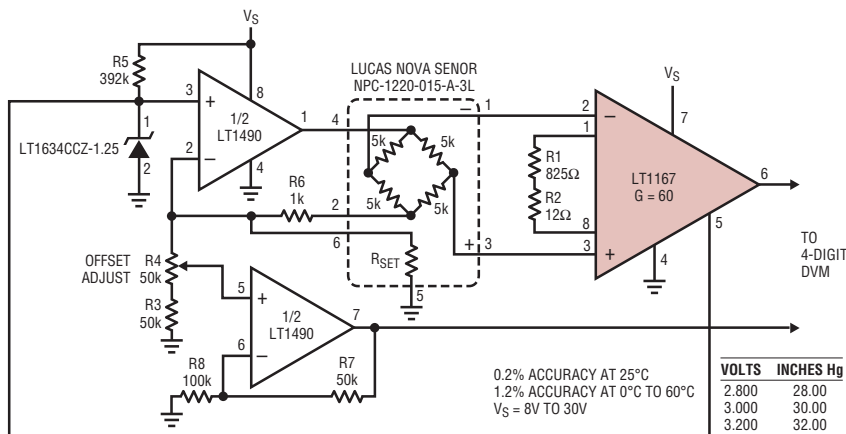 VS
R5
392k
LT1634CCZ-1.25
1
2
3
+
8
1/2
LT1490
1
2
–
4
LUCAS NOVA SENOR
NPC-1220-015-A-3L
4
–
1
5k
5k
5k
5k
R6
1k
2
6
+
3
RSET
5
VS
2
–
7
1
R1
825Ω
R2
12Ω
LT1167
G = 60
6
8
3
+
4
5
TO
4-DIGIT
DVM
OFFSET
ADJUST
R4
50k
R3
50k
5
+
1/2
LT1490
7
6
–
R8
100k
R7
50k
0.2% ACCURACY AT 25°C
1.2% ACCURACY AT 0°C TO 60°C
VS = 8V TO 30V
VOLTS INCHES Hg
2.800 28.00
3.000 30.00
3.200 32.00